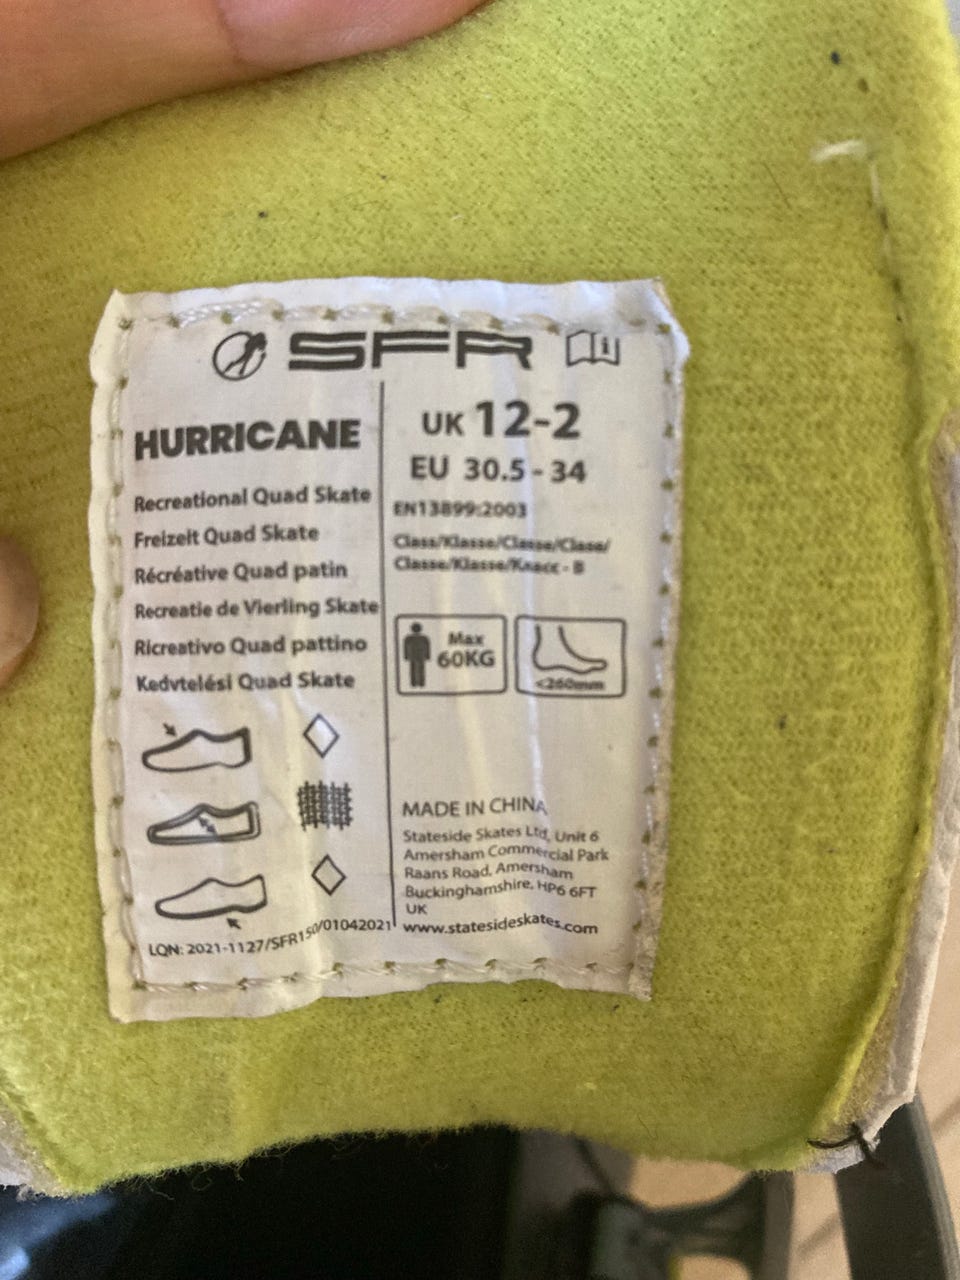 SFR
HURRICANE
Recreational Quad Skate
Freizeit Quad Skate
Récréative Quad patin
Recreatie de Vierling Skate
Ricreativo Quad pattino
Kedvtelési Quad Skate
LQN: 2021-1127/SFR150/01042021
UK 12-2
EU 30.5 - 34
EN13899:2003
Class/Klasse/Classe/Clase/
Classe/Klasse/Knacc - B
Max
60KG
<260mm
MADE IN CHINA
Stateside Skates Ltd, Unit 6
Amersham Commercial Park
Raans Road, Amersham
Buckinghamshire, HP6 6FT
UK
www.statesideskates.com